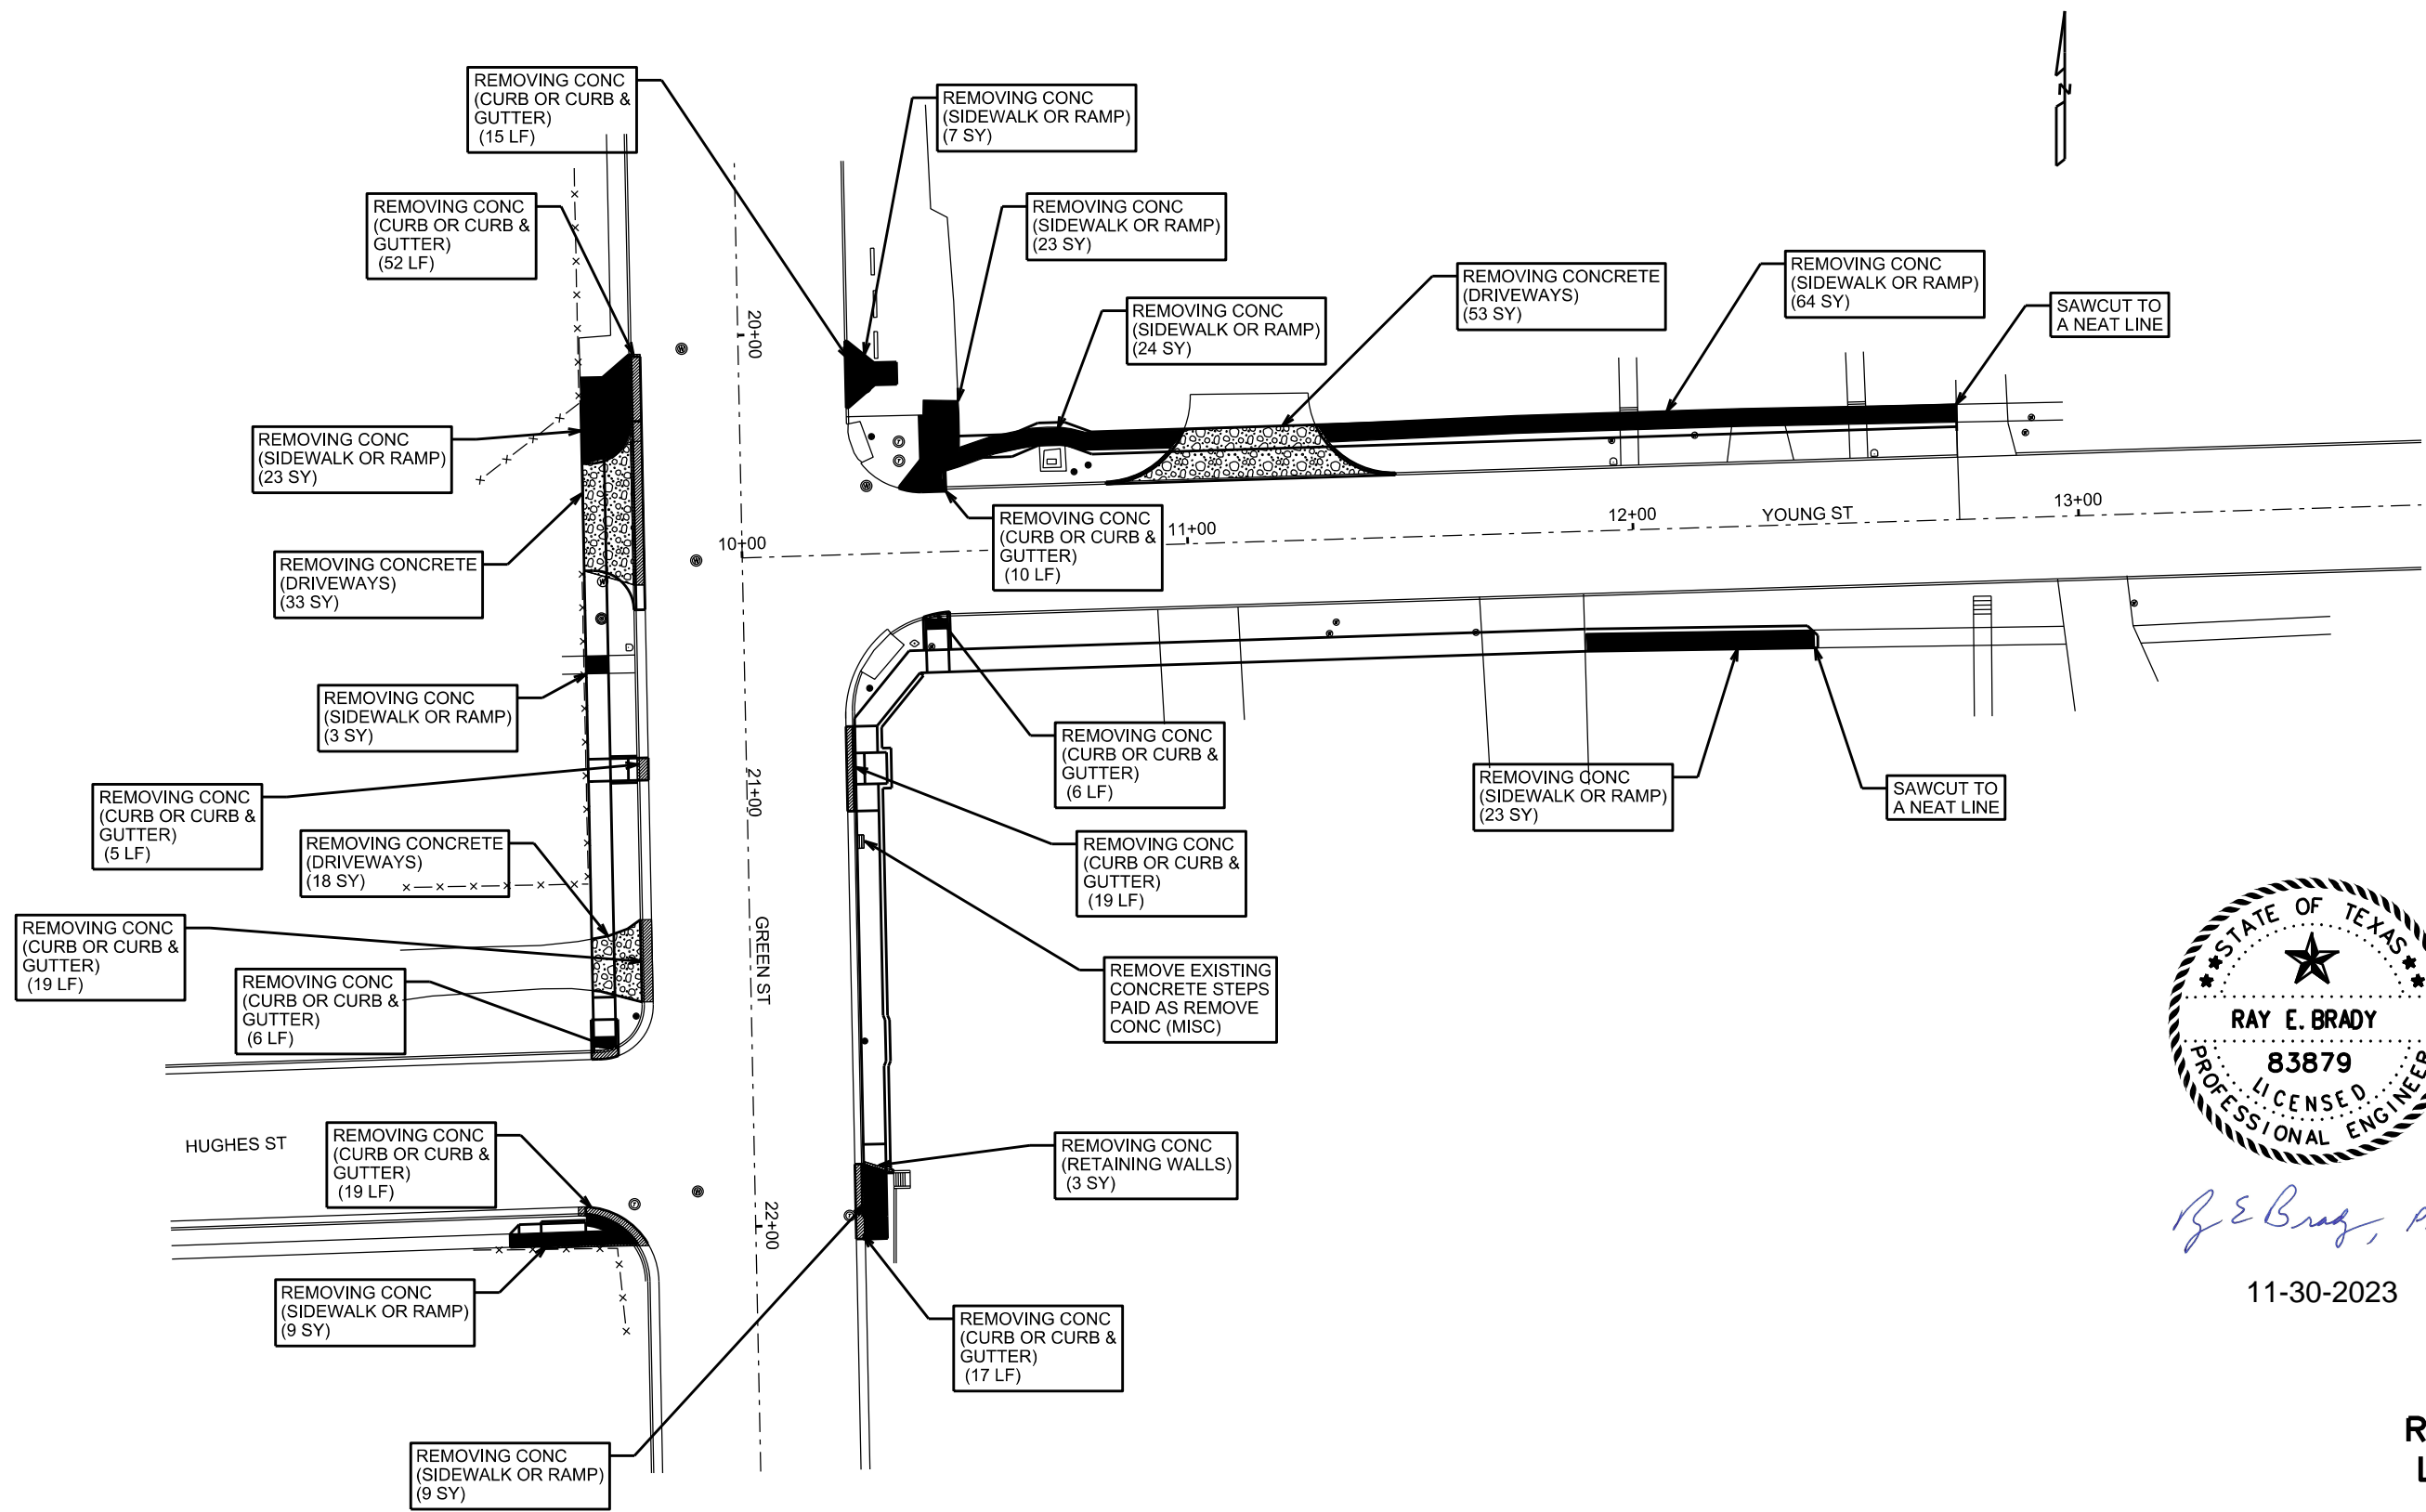 REMOVING CONC
(CURB OR CURB &
GUTTER)
(15 LF)
REMOVING CONC
(SIDEWALK OR RAMP)
(7 SY)
N
REMOVING CONC
(CURB OR CURB &
GUTTER)
(52 LF)
REMOVING CONC
(SIDEWALK OR RAMP)
(23 SY)
REMOVING CONC
(SIDEWALK OR RAMP)
(24 SY)
REMOVING CONCRETE
(DRIVEWAYS)
(53 SY)
REMOVING CONC
(SIDEWALK OR RAMP)
(64 SY)
SAWCUT TO
A NEAT LINE
20+00
REMOVING CONC
(SIDEWALK OR RAMP)
(23 SY)
REMOVING CONCRETE
(DRIVEWAYS)
(33 SY)
10+00
REMOVING CONC
(CURB OR CURB &
GUTTER)
(10 LF)
11+00
12+00
YOUNG ST
13+00
REMOVING CONC
(SIDEWALK OR RAMP)
(3 SY)
REMOVING CONC
(CURB OR CURB &
GUTTER)
(6 LF)
REMOVING CONC
(SIDEWALK OR RAMP)
(23 SY)
SAWCUT TO
A NEAT LINE
21+00
REMOVING CONC
(CURB OR CURB &
GUTTER)
(5 LF)
REMOVING CONCRETE
(DRIVEWAYS)
(18 SY)
REMOVING CONC
(CURB OR CURB &
GUTTER)
(19 LF)
REMOVING CONC
(CURB OR CURB &
GUTTER)
(19 LF)
GREEN ST
REMOVING CONC
(CURB OR CURB &
GUTTER)
(6 LF)
REMOVE EXISTING
CONCRETE STEPS
PAID AS REMOVE
CONC (MISC)
STATE OF TEXAS
RAY E. BRADY
83879
LICENSED
PROFESSIONAL ENGINEER
HUGHES ST
REMOVING CONC
(CURB OR CURB &
GUTTER)
(19 LF)
REMOVING CONC
(RETAINING WALLS)
(3 SY)
22+00
R E Brady, P
11-30-2023
REMOVING CONC
(SIDEWALK OR RAMP)
(9 SY)
REMOVING CONC
(CURB OR CURB &
GUTTER)
(17 LF)
REMOVING CONC
(SIDEWALK OR RAMP)
(9 SY)
R
L